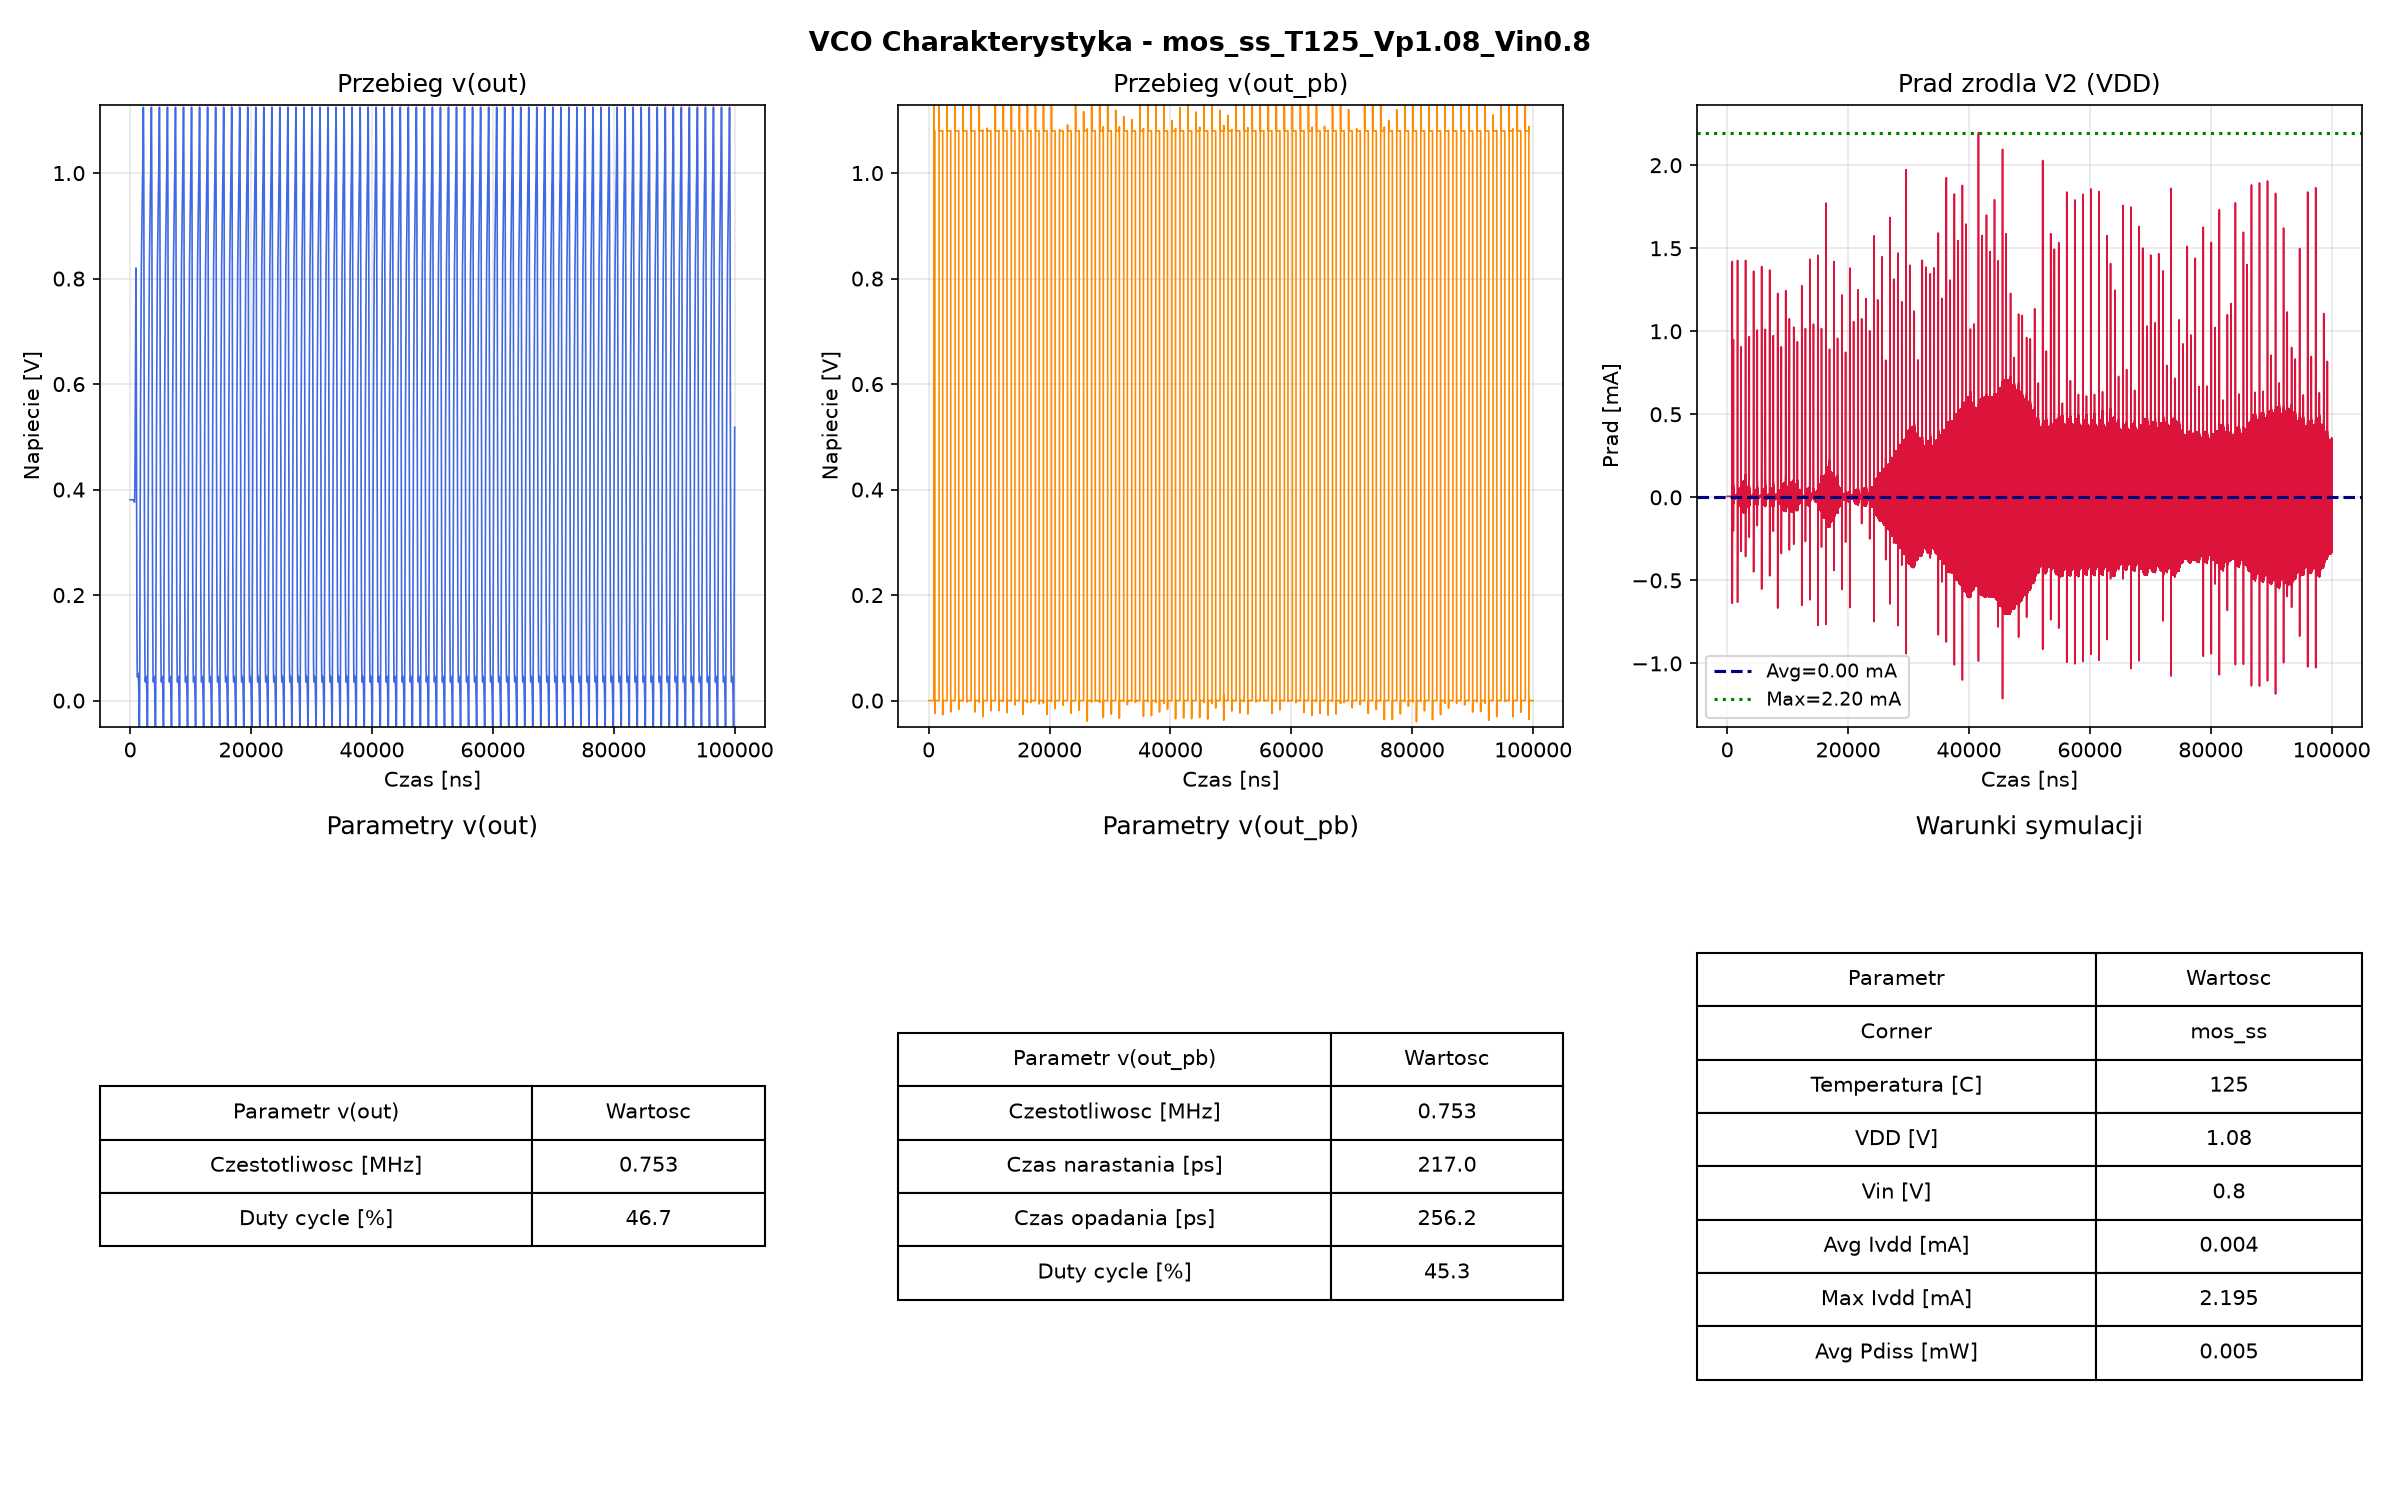 VCO Charakterystyka - mos_ss_T125_Vp1.08_Vin0.8
Przebieg v(out)
Napiecie [V]
1.0
0.8
0.6
0.4
0.2
0.0
0 20000 40000 60000 80000 100000
Czas [ns]
Przebieg v(out_pb)
Napiecie [V]
1.0
0.8
0.6
0.4
0.2
0.0
0 20000 40000 60000 80000 100000
Czas [ns]
Prad zrodla V2 (VDD)
Prad [mA]
2.0
1.5
1.0
0.5
0.0
−0.5
−1.0
Avg=0.00 mA
Max=2.20 mA
0 20000 40000 60000 80000 100000
Czas [ns]
Parametry v(out)
Parametr v(out) Wartosc
Czestotliwosc [MHz] 0.753
Duty cycle [%] 46.7
Parametry v(out_pb)
Parametr v(out_pb) Wartosc
Czestotliwosc [MHz] 0.753
Czas narastania [ps] 217.0
Czas opadania [ps] 256.2
Duty cycle [%] 45.3
Warunki symulacji
Parametr Wartosc
Corner mos_ss
Temperatura [C] 125
VDD [V] 1.08
Vin [V] 0.8
Avg Ivdd [mA] 0.004
Max Ivdd [mA] 2.195
Avg Pdiss [mW] 0.005